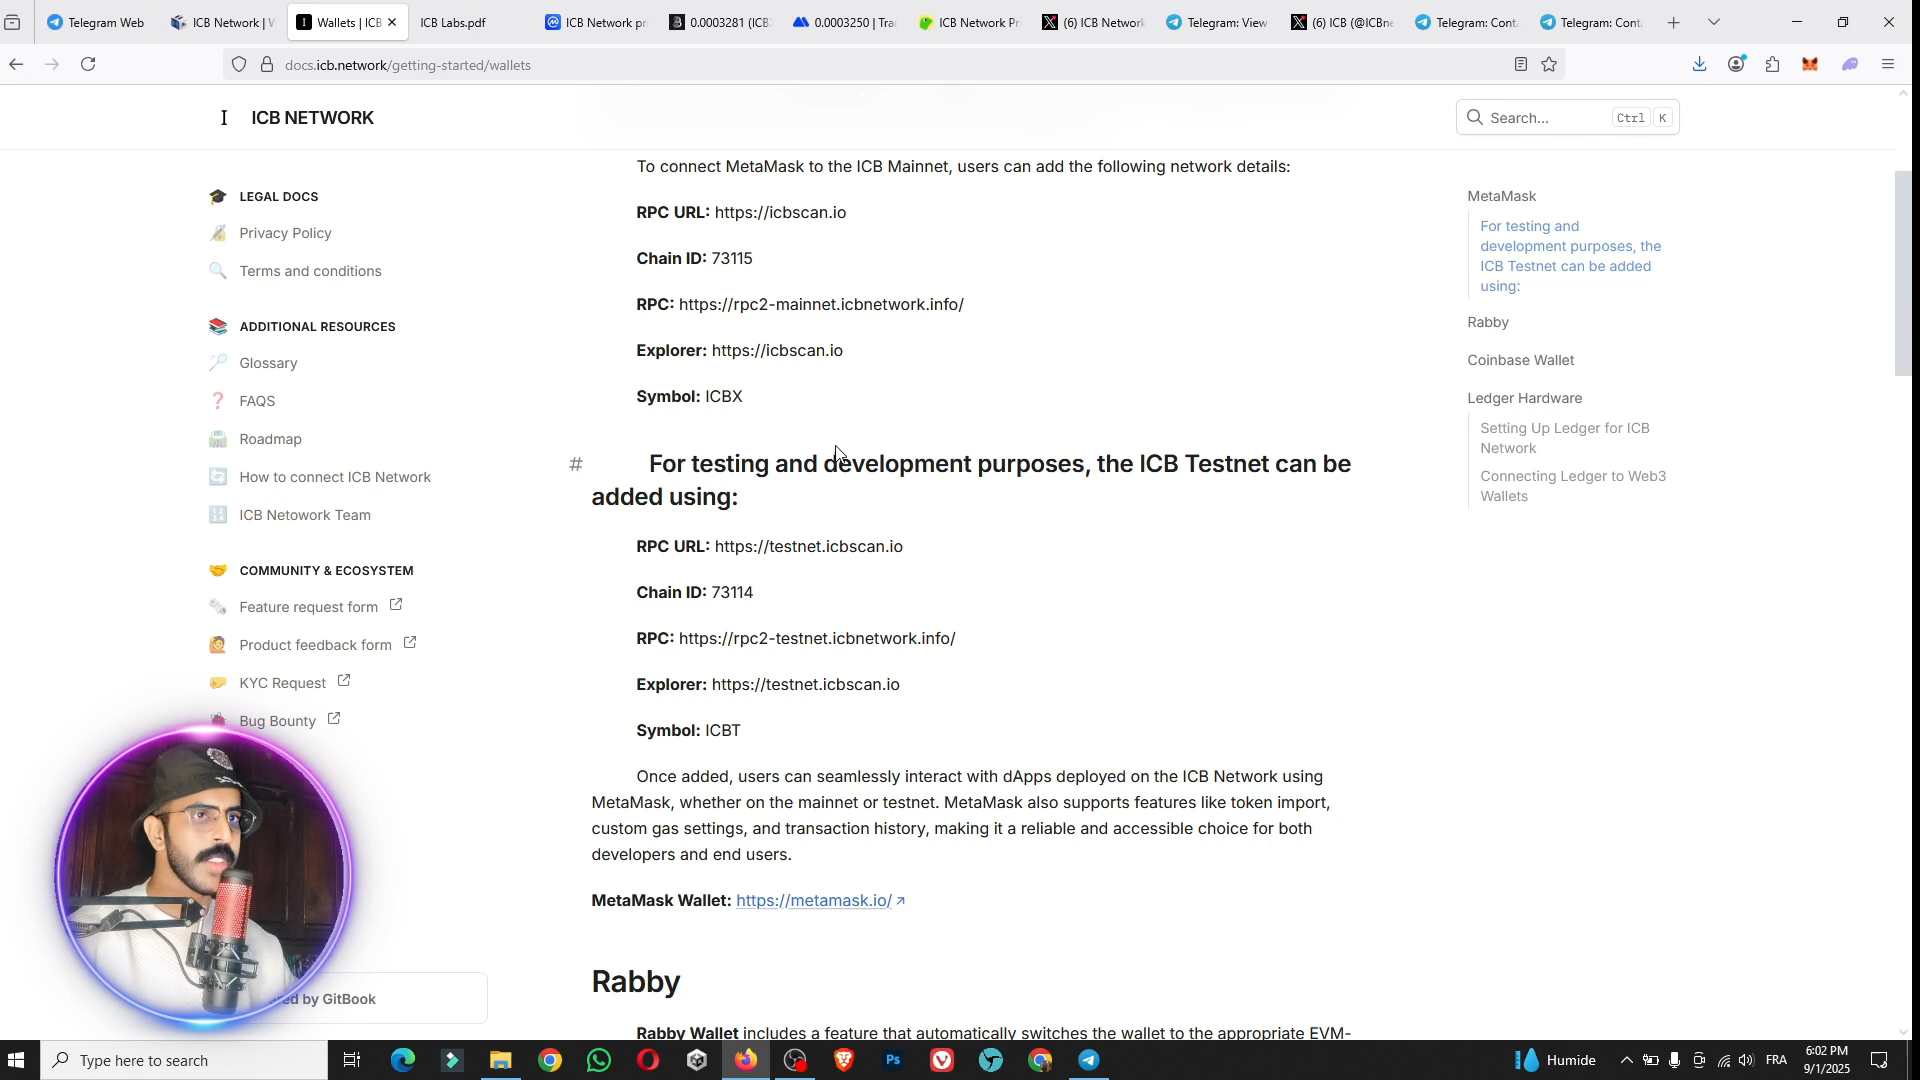 Telegram Web
ICB Network | V
Wallets | ICB
ICB Labs.pdf
ICB Network pr
0.0003281 (ICB
0.0003250 | Tra
ICB Network Pr
(6) ICB Network
Telegram: View
(6) ICB (@ICBne
Telegram: Cont
Telegram: Cont
docs.icb.network/getting-started/wallets
I ICB NETWORK
Search... Ctrl K
LEGAL DOCS
Privacy Policy
Terms and conditions
ADDITIONAL RESOURCES
Glossary
FAQS
Roadmap
How to connect ICB Network
ICB Netowork Team
COMMUNITY & ECOSYSTEM
Feature request form
Product feedback form
KYC Request
Bug Bounty
ed by GitBook
To connect MetaMask to the ICB Mainnet, users can add the following network details:
RPC URL: https://icbscan.io
Chain ID: 73115
RPC: https://rpc2-mainnet.icbnetwork.info/
Explorer: https://icbscan.io
Symbol: ICBX
# For testing and development purposes, the ICB Testnet can be
added using:
RPC URL: https://testnet.icbscan.io
Chain ID: 73114
RPC: https://rpc2-testnet.icbnetwork.info/
Explorer: https://testnet.icbscan.io
Symbol: ICBT
Once added, users can seamlessly interact with dApps deployed on the ICB Network using
MetaMask, whether on the mainnet or testnet. MetaMask also supports features like token import,
custom gas settings, and transaction history, making it a reliable and accessible choice for both
developers and end users.
MetaMask Wallet: https://metamask.io/
Rabby
Rabby Wallet includes a feature that automatically switches the wallet to the appropriate EVM-
MetaMask
For testing and
development purposes, the
ICB Testnet can be added
using:
Rabby
Coinbase Wallet
Ledger Hardware
Setting Up Ledger for ICB
Network
Connecting Ledger to Web3
Wallets
Type here to search
Ps
Humide
FRA
6:02 PM
9/1/2025